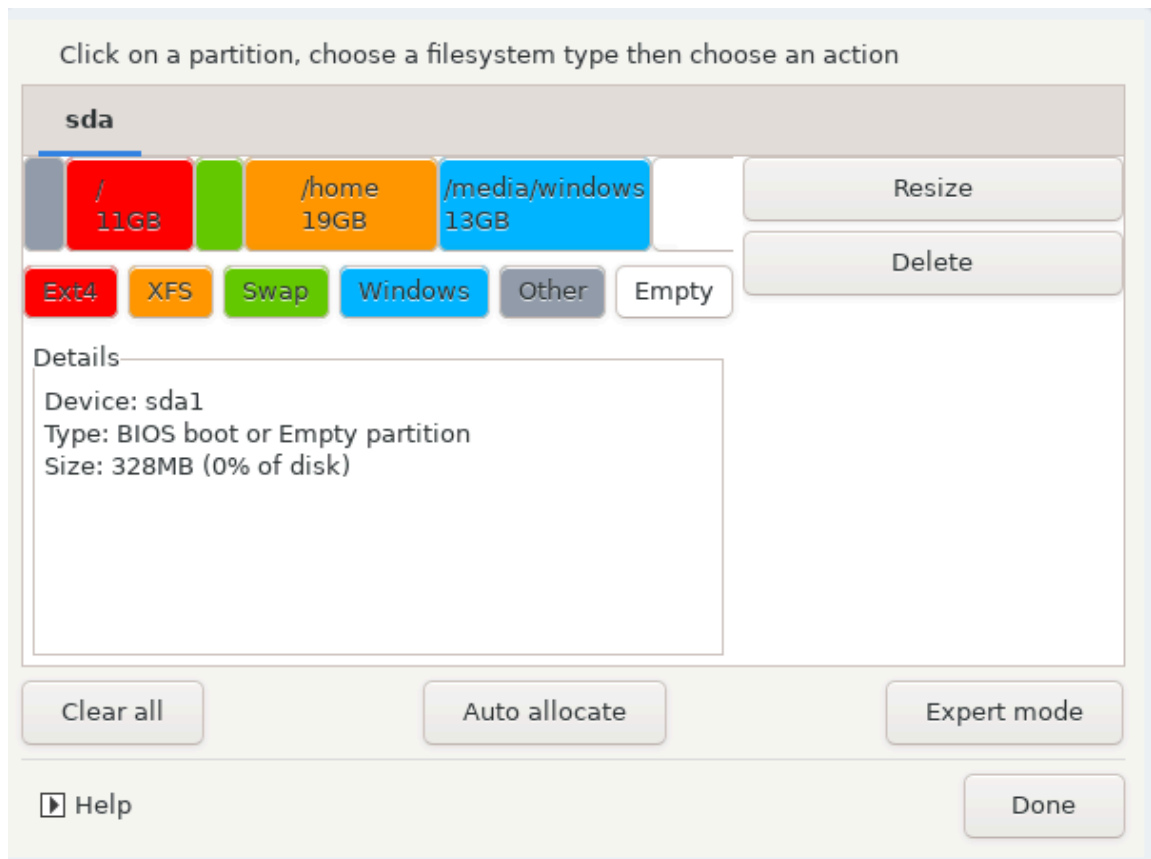 Click on a partition, choose a filesystem type then choose an action
sda
/
11GB
/home
19GB
/media/windows
13GB
Resize
Delete
Ext4
XFS
Swap
Windows
Other
Empty
Details
Device: sda1
Type: BIOS boot or Empty partition
Size: 328MB (0% of disk)
Clear all
Auto allocate
Expert mode
Help
Done